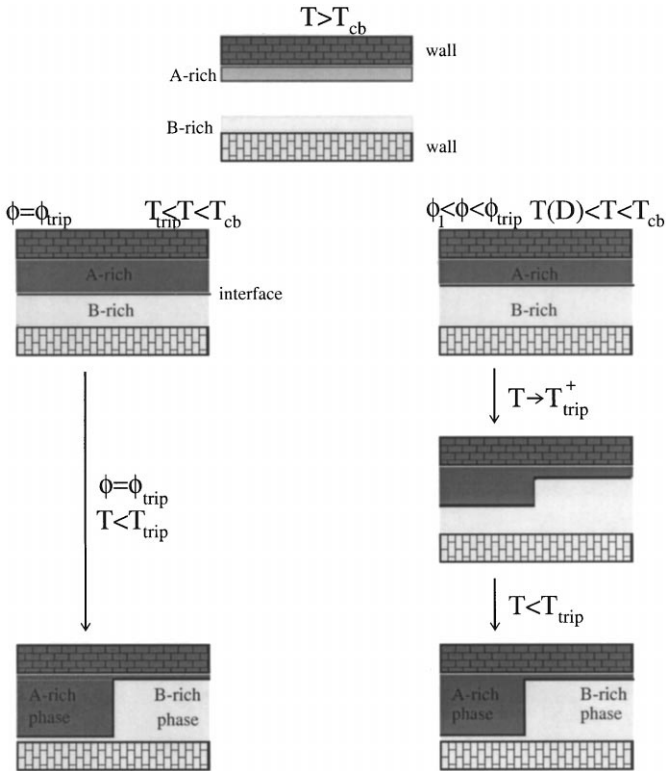 T>T_cb
wall
A-rich
B-rich
wall
ϕ=ϕ_trip T_trip<T<T_cb
ϕ_1<ϕ<ϕ_trip T(D)<T<T_cb
A-rich
interface
B-rich
A-rich
B-rich
T→T_trip^+
ϕ=ϕ_trip
T<T_trip
T<T_trip
A-rich
phase
B-rich
phase
A-rich
phase
B-rich
phase